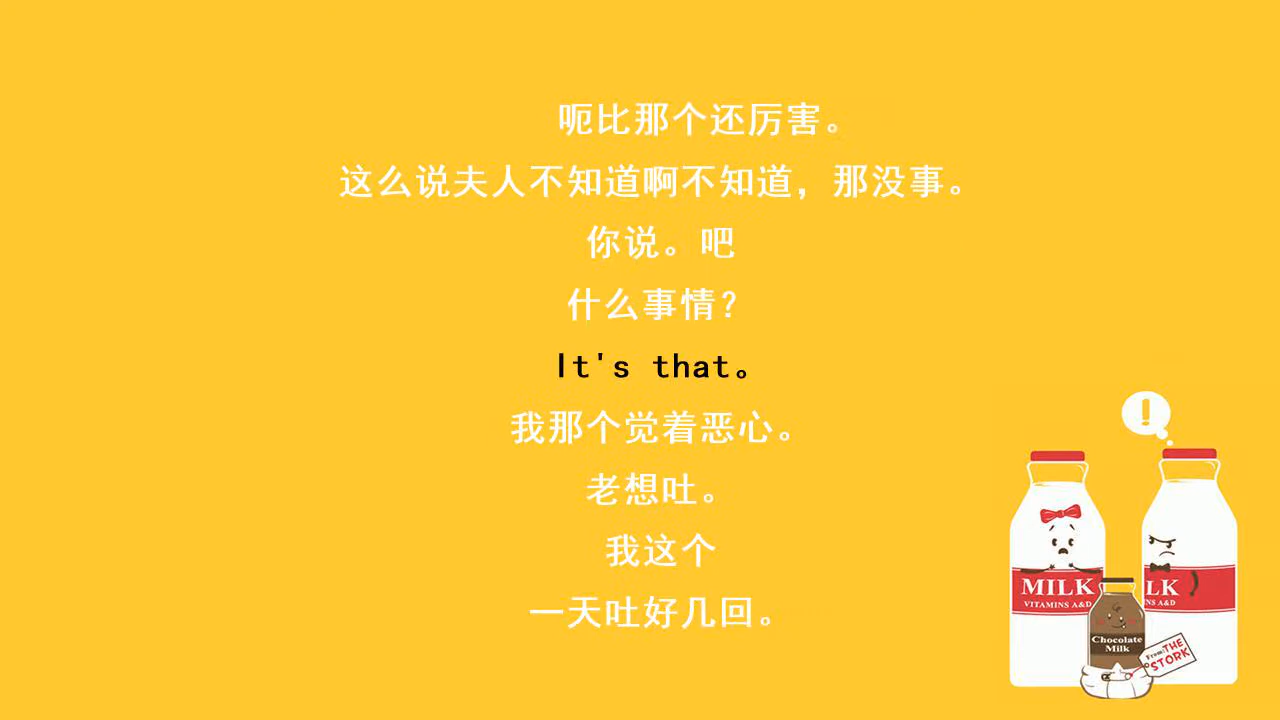 呃比那个还厉害。
这么说夫人不知道啊不知道，那没事。
你说。吧
什么事情？
It's that。
我那个觉着恶心。
老想吐。
我这个
一天吐好几回。
!
MILK
VITAMINS A&D
LK
NS A&D
Chocolate
Milk
From: THE
STORK